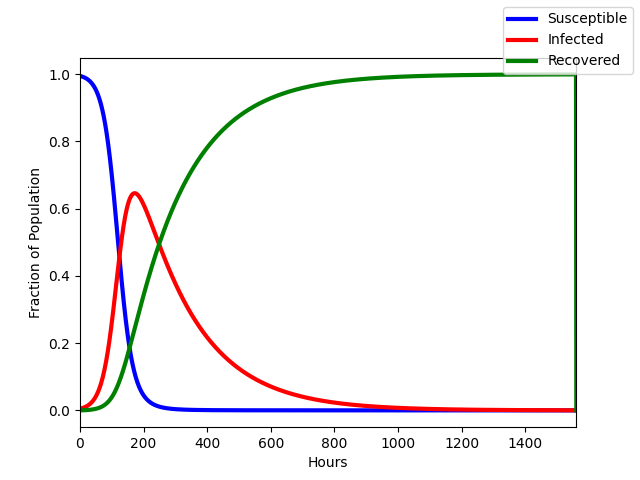 Susceptible
Infected
Recovered
1.0
0.8
0.6
0.4
0.2
0.0
Fraction of Population
0 200 400 600 800 1000 1200 1400
Hours